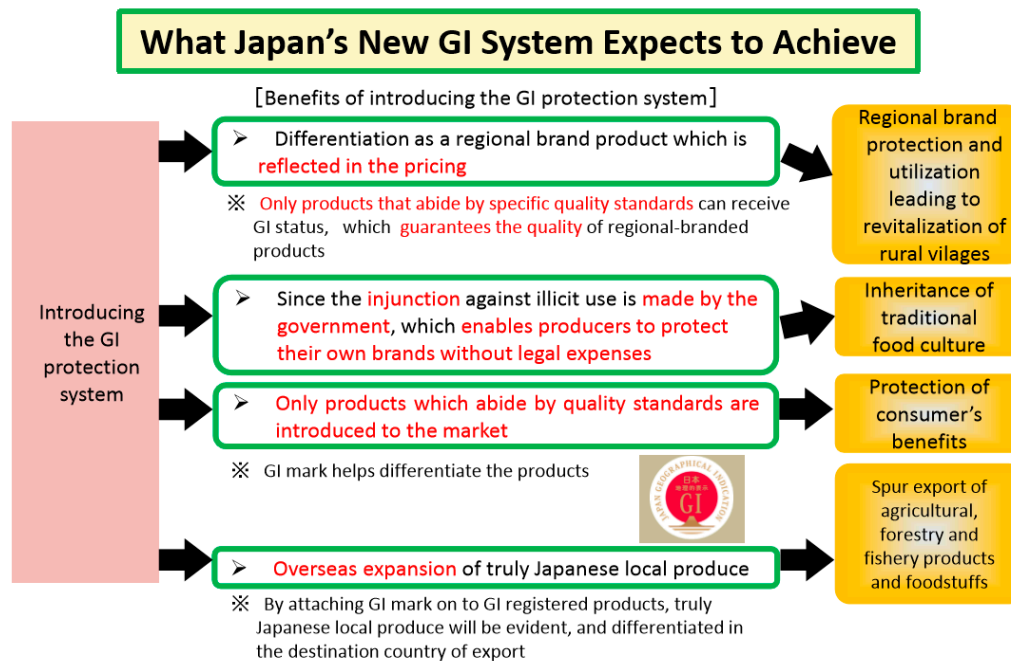 What Japan's New GI System Expects to Achieve
[Benefits of introducing the GI protection system]
Introducing
the GI
protection
system
➢ Differentiation as a regional brand product which is
reflected in the pricing
※ Only products that abide by specific quality standards can receive
GI status, which guarantees the quality of regional-branded
products
Regional brand
protection and
utilization
leading to
revitalization of
rural vilages
➢ Since the injunction against illicit use is made by the
government, which enables producers to protect
their own brands without legal expenses
Inheritance of
traditional
food culture
➢ Only products which abide by quality standards are
introduced to the market
※ GI mark helps differentiate the products
Protection of
consumer's
benefits
JAPAN GEOGRAPHICAL INDICATION
日本
地理的表示
GI
➢ Overseas expansion of truly Japanese local produce
※ By attaching GI mark on to GI registered products, truly
Japanese local produce will be evident, and differentiated in
the destination country of export
Spur export of
agricultural,
forestry and
fishery products
and foodstuffs